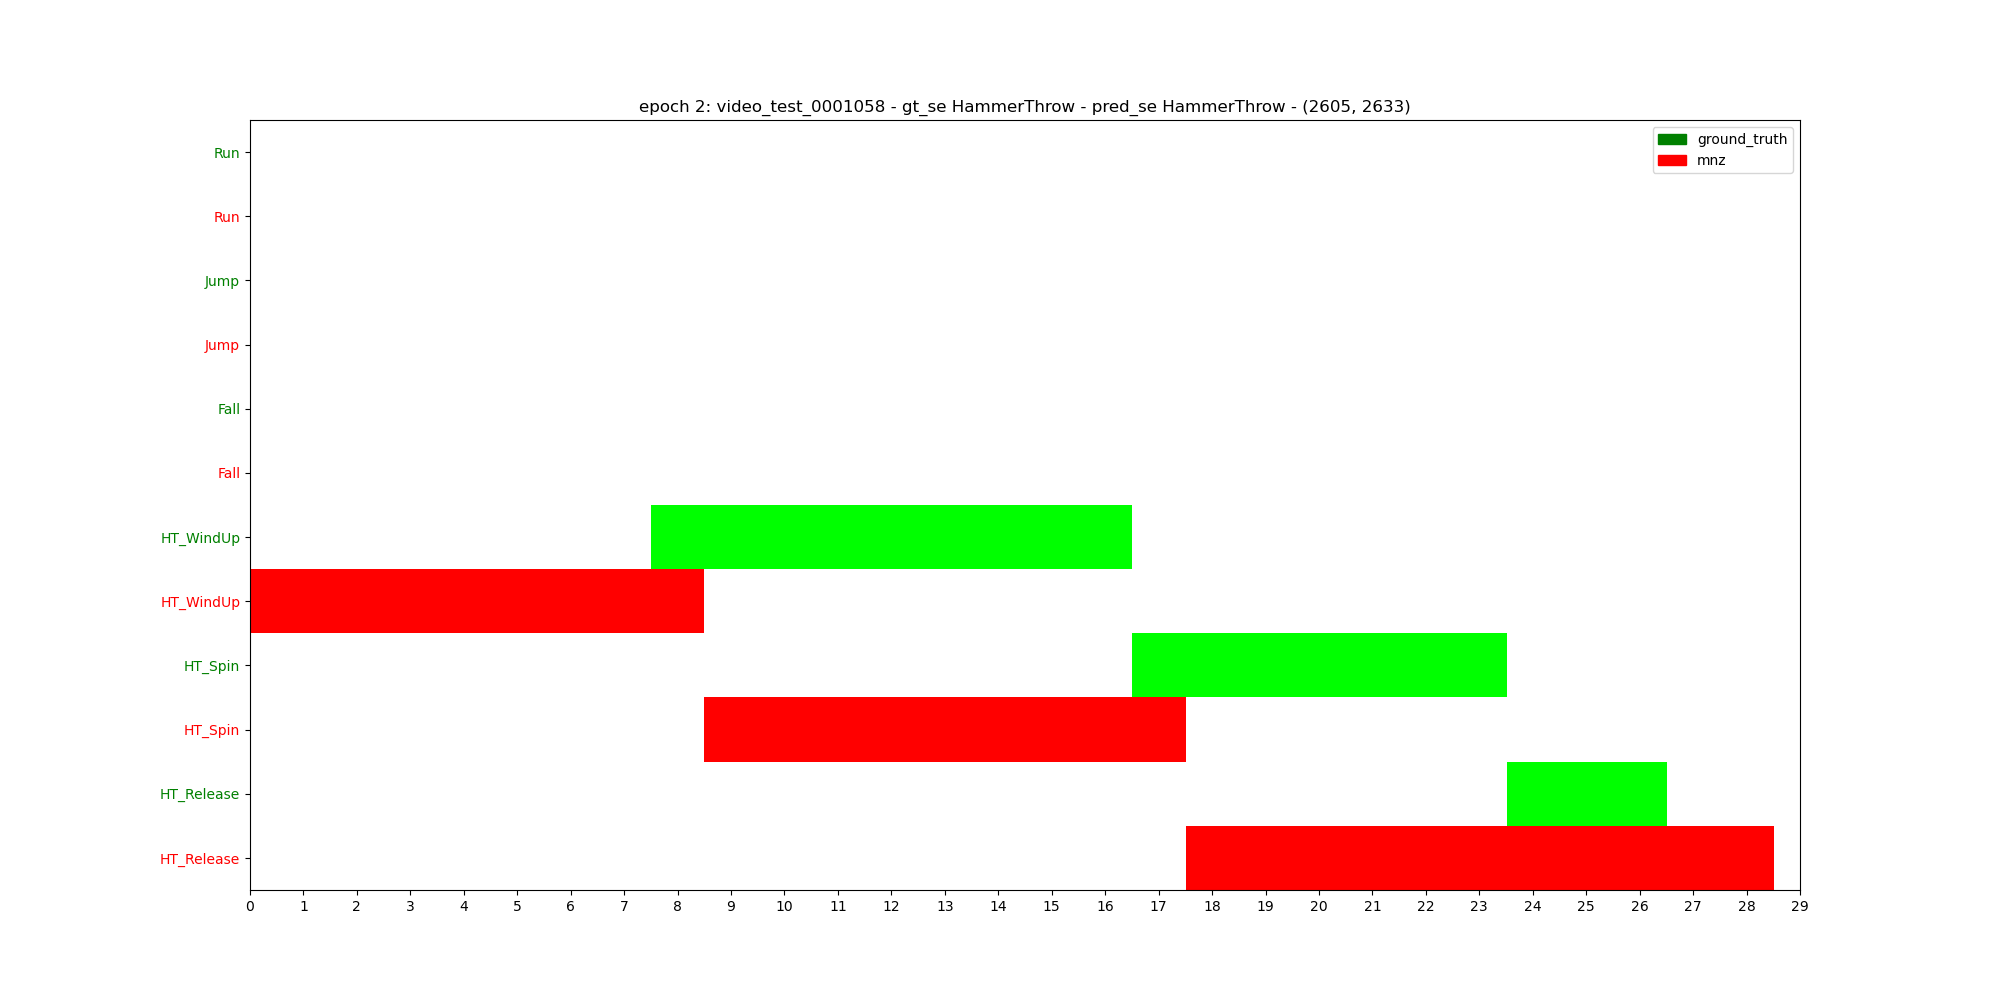 epoch 2: video_test_0001058 - gt_se HammerThrow - pred_se HammerThrow - (2605, 2633)
ground_truth
mnz
Run
Run
Jump
Jump
Fall
Fall
HT_WindUp
HT_WindUp
HT_Spin
HT_Spin
HT_Release
HT_Release
0 1 2 3 4 5 6 7 8 9 10 11 12 13 14 15 16 17 18 19 20 21 22 23 24 25 26 27 28 29